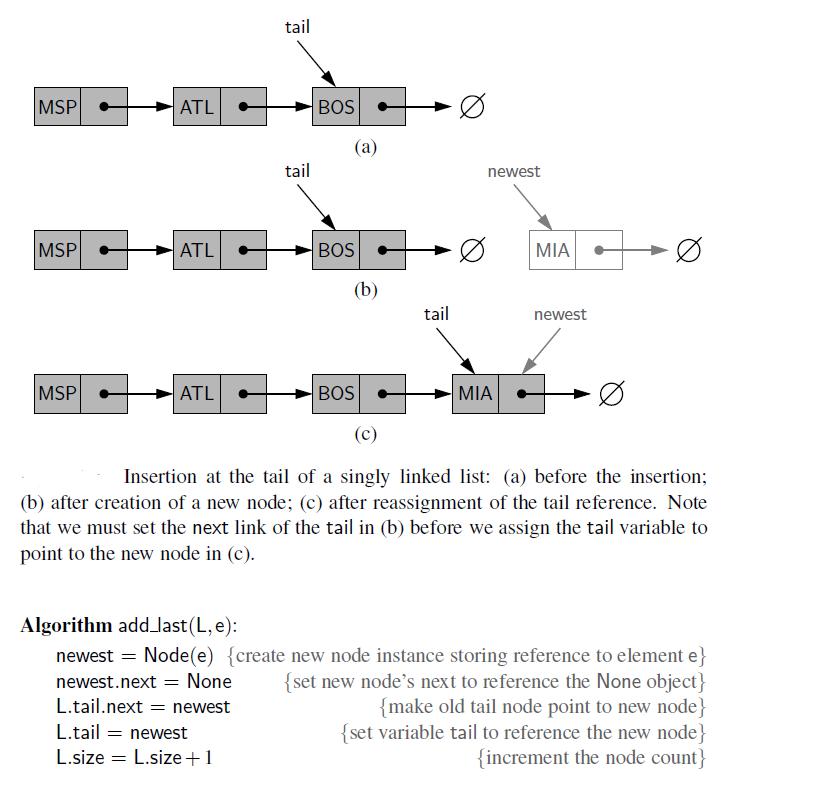 tail
MSP ATL BOS ∅
(a)
tail newest
MSP ATL BOS ∅ MIA ∅
(b)
tail newest
MSP ATL BOS MIA ∅
(c)
Insertion at the tail of a singly linked list: (a) before the insertion;
(b) after creation of a new node; (c) after reassignment of the tail reference. Note
that we must set the next link of the tail in (b) before we assign the tail variable to
point to the new node in (c).
Algorithm add_last(L,e):
newest = Node(e) {create new node instance storing reference to element e}
newest.next = None {set new node's next to reference the None object}
L.tail.next = newest {make old tail node point to new node}
L.tail = newest {set variable tail to reference the new node}
L.size = L.size+1 {increment the node count}